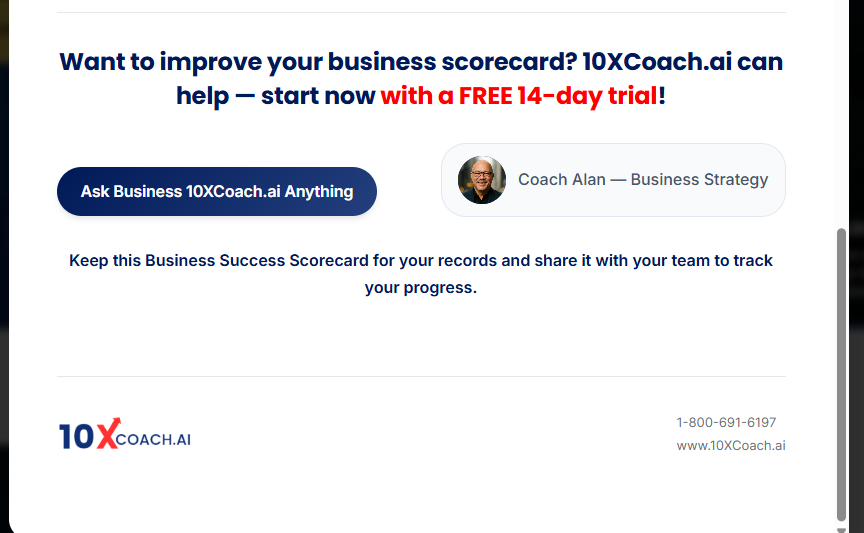 Want to improve your business scorecard? 10XCoach.ai can
help — start now with a FREE 14-day trial!
Ask Business 10XCoach.ai Anything
Coach Alan — Business Strategy
Keep this Business Success Scorecard for your records and share it with your team to track
your progress.
10XCOACH.AI
1-800-691-6197
www.10XCoach.ai